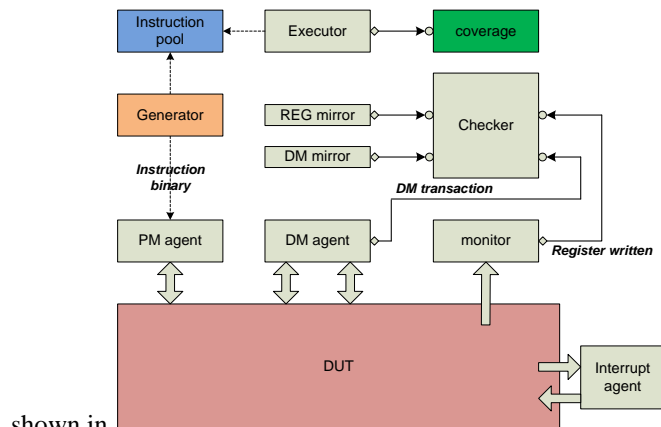 Instruction
pool
Executor
coverage
Generator
REG mirror
Checker
DM mirror
Instruction
binary
DM transaction
PM agent
DM agent
monitor
Register written
DUT
Interrupt
agent
shown in